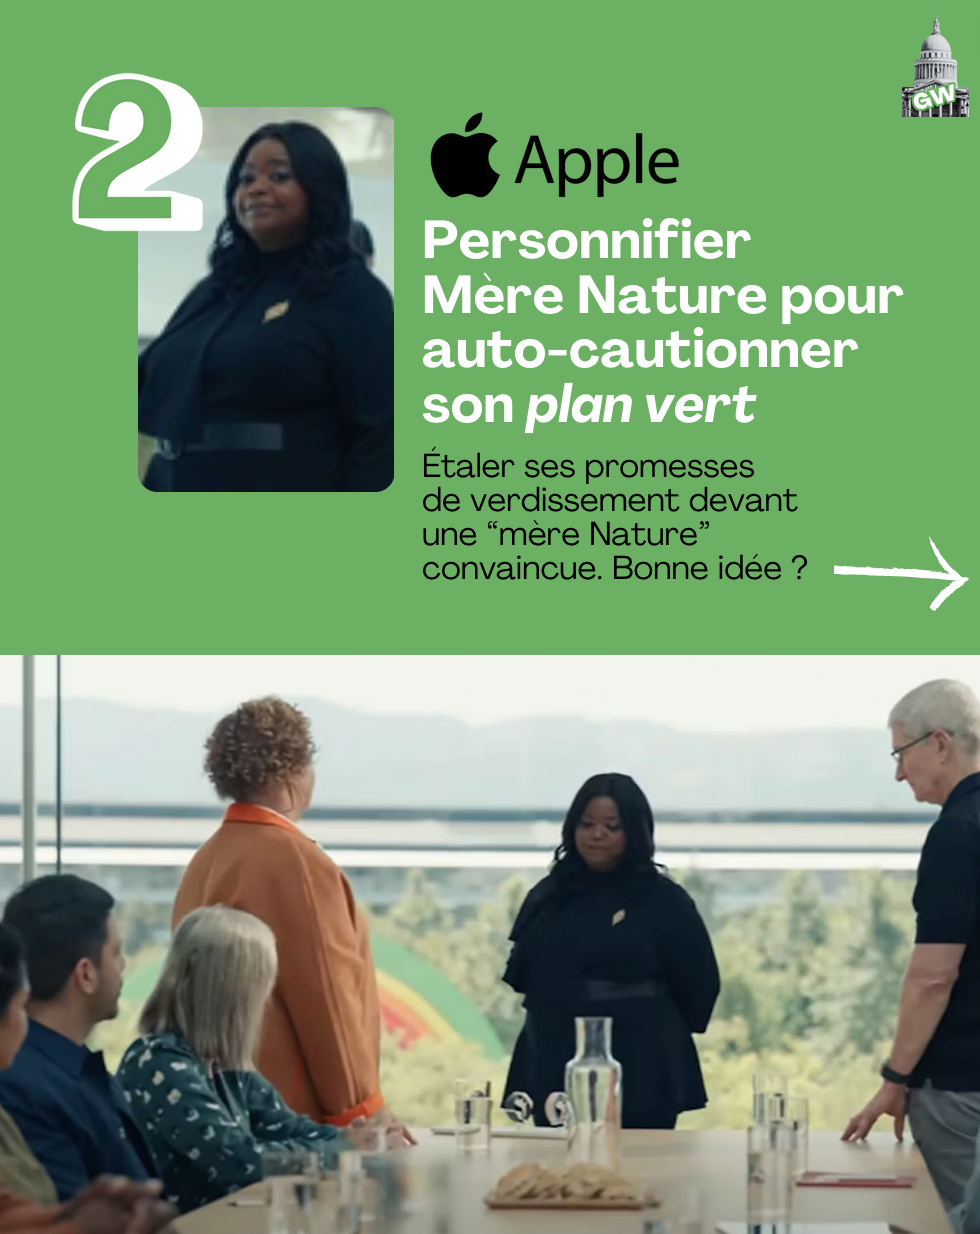 GW
2
Apple
Personnifier
Mère Nature pour
auto-cautionner
son plan vert
Étaler ses promesses
de verdissement devant
une “mère Nature”
convaincue. Bonne idée ?